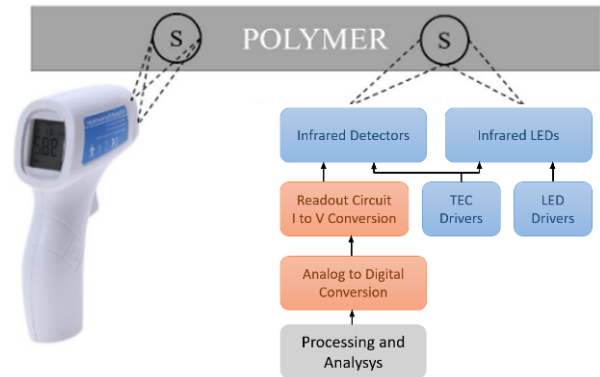 S
POLYMER
S
Infrared Detectors
Infrared LEDs
Readout Circuit
I to V Conversion
TEC
Drivers
LED
Drivers
Analog to Digital
Conversion
Processing and
Analysys